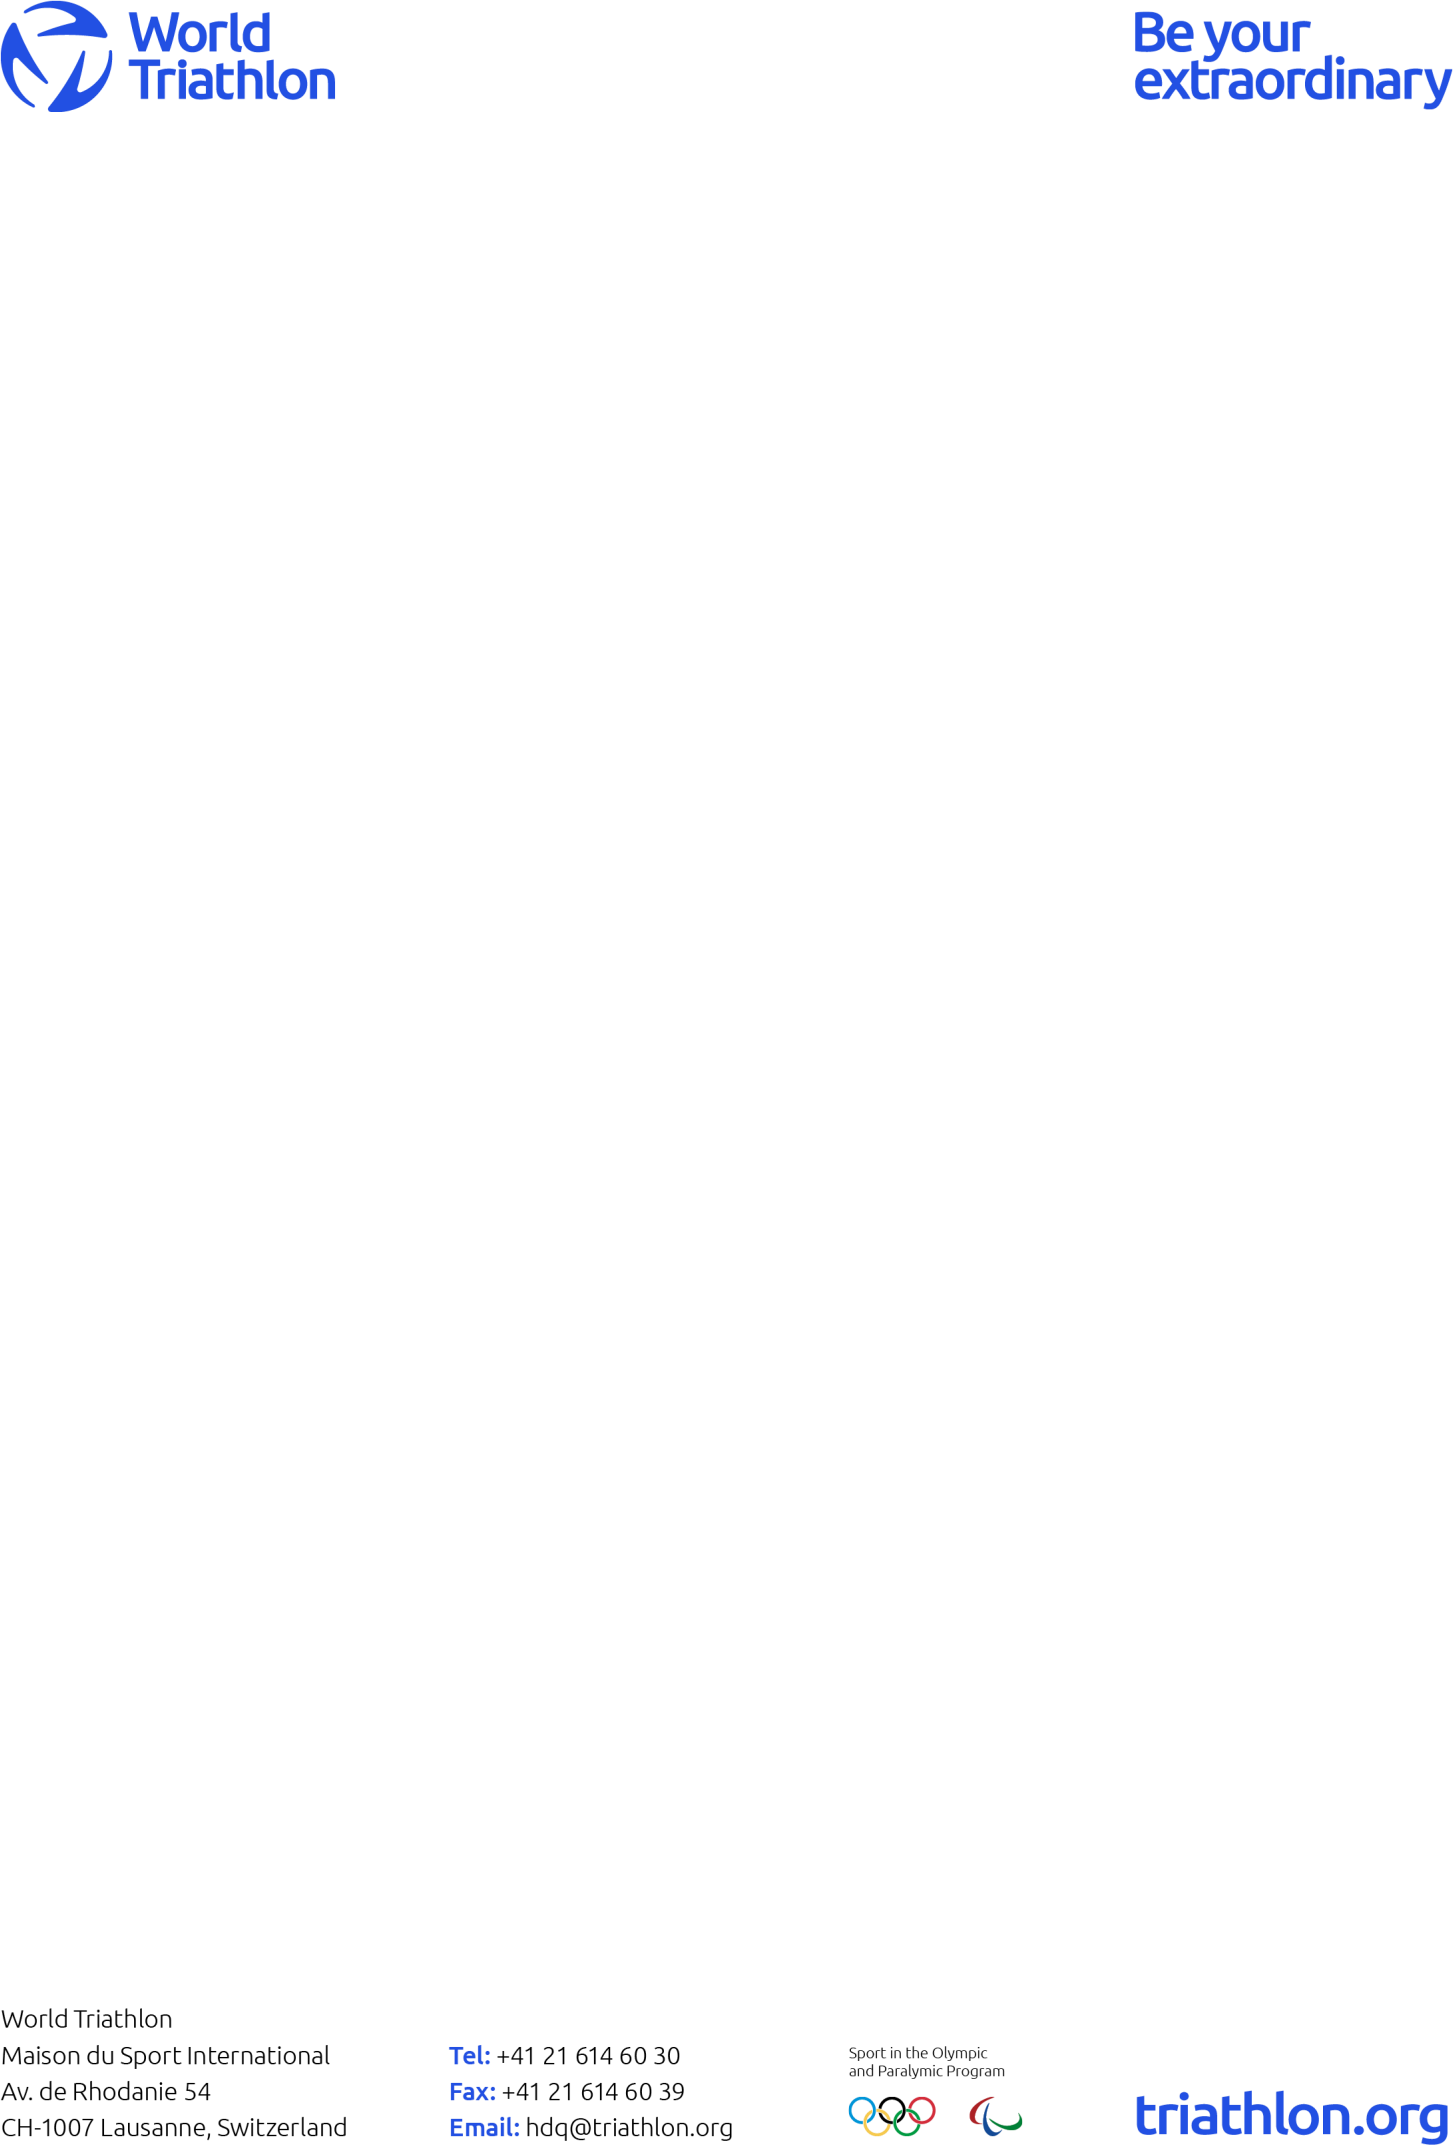 World
Triathlon
Be your
extraordinary
World Triathlon
Maison du Sport International
Av. de Rhodanie 54
CH-1007 Lausanne, Switzerland
Tel: +41 21 614 60 30
Fax: +41 21 614 60 39
Email: hdq@triathlon.org
Sport in the Olympic
and Paralymic Program
triathlon.org